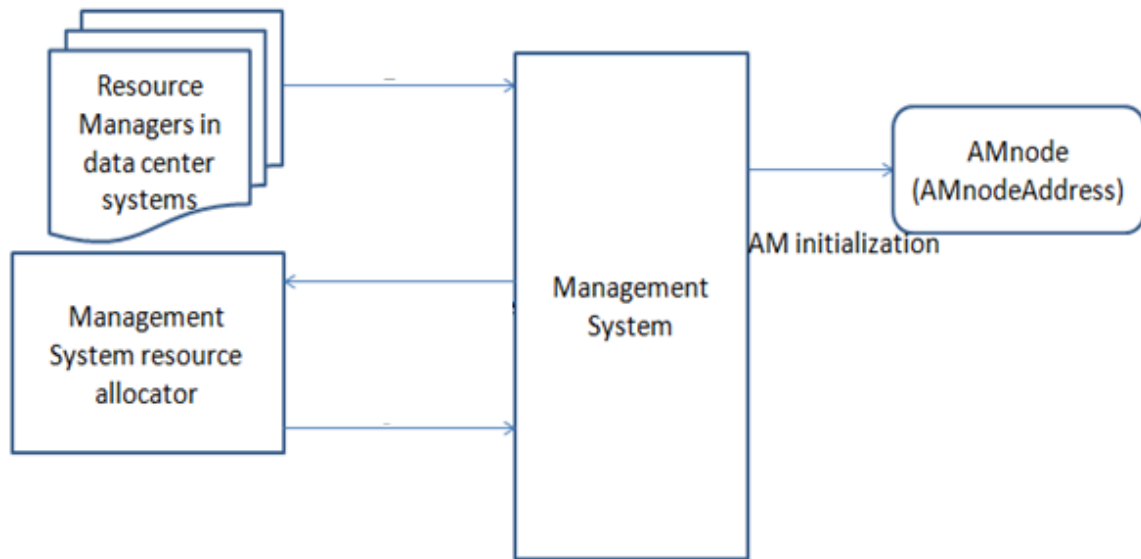 Resource
Managers in
data center
systems
AMnode
(AMnodeAddress)
AM initialization
Management
System
Management
System resource
allocator